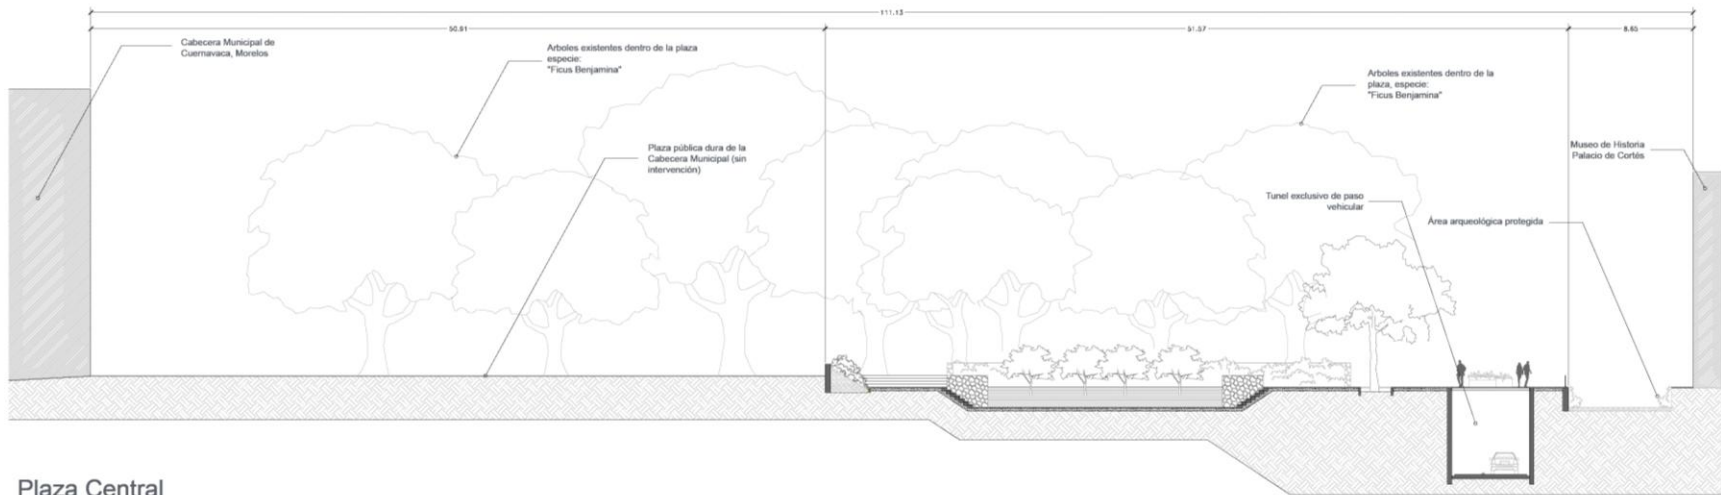 111.13
50.91
51.57
8.65
Cabecera Municipal de
Cuernavaca, Morelos
Arboles existentes dentro de la plaza
especie:
"Ficus Benjamina"
Arboles existentes dentro de la
plaza, especie:
"Ficus Benjamina"
Plaza pública dura de la
Cabecera Municipal (sin
intervención)
Museo de Historia
Palacio de Cortés
Tunel exclusivo de paso
vehicular
Área arqueológica protegida
Plaza Central